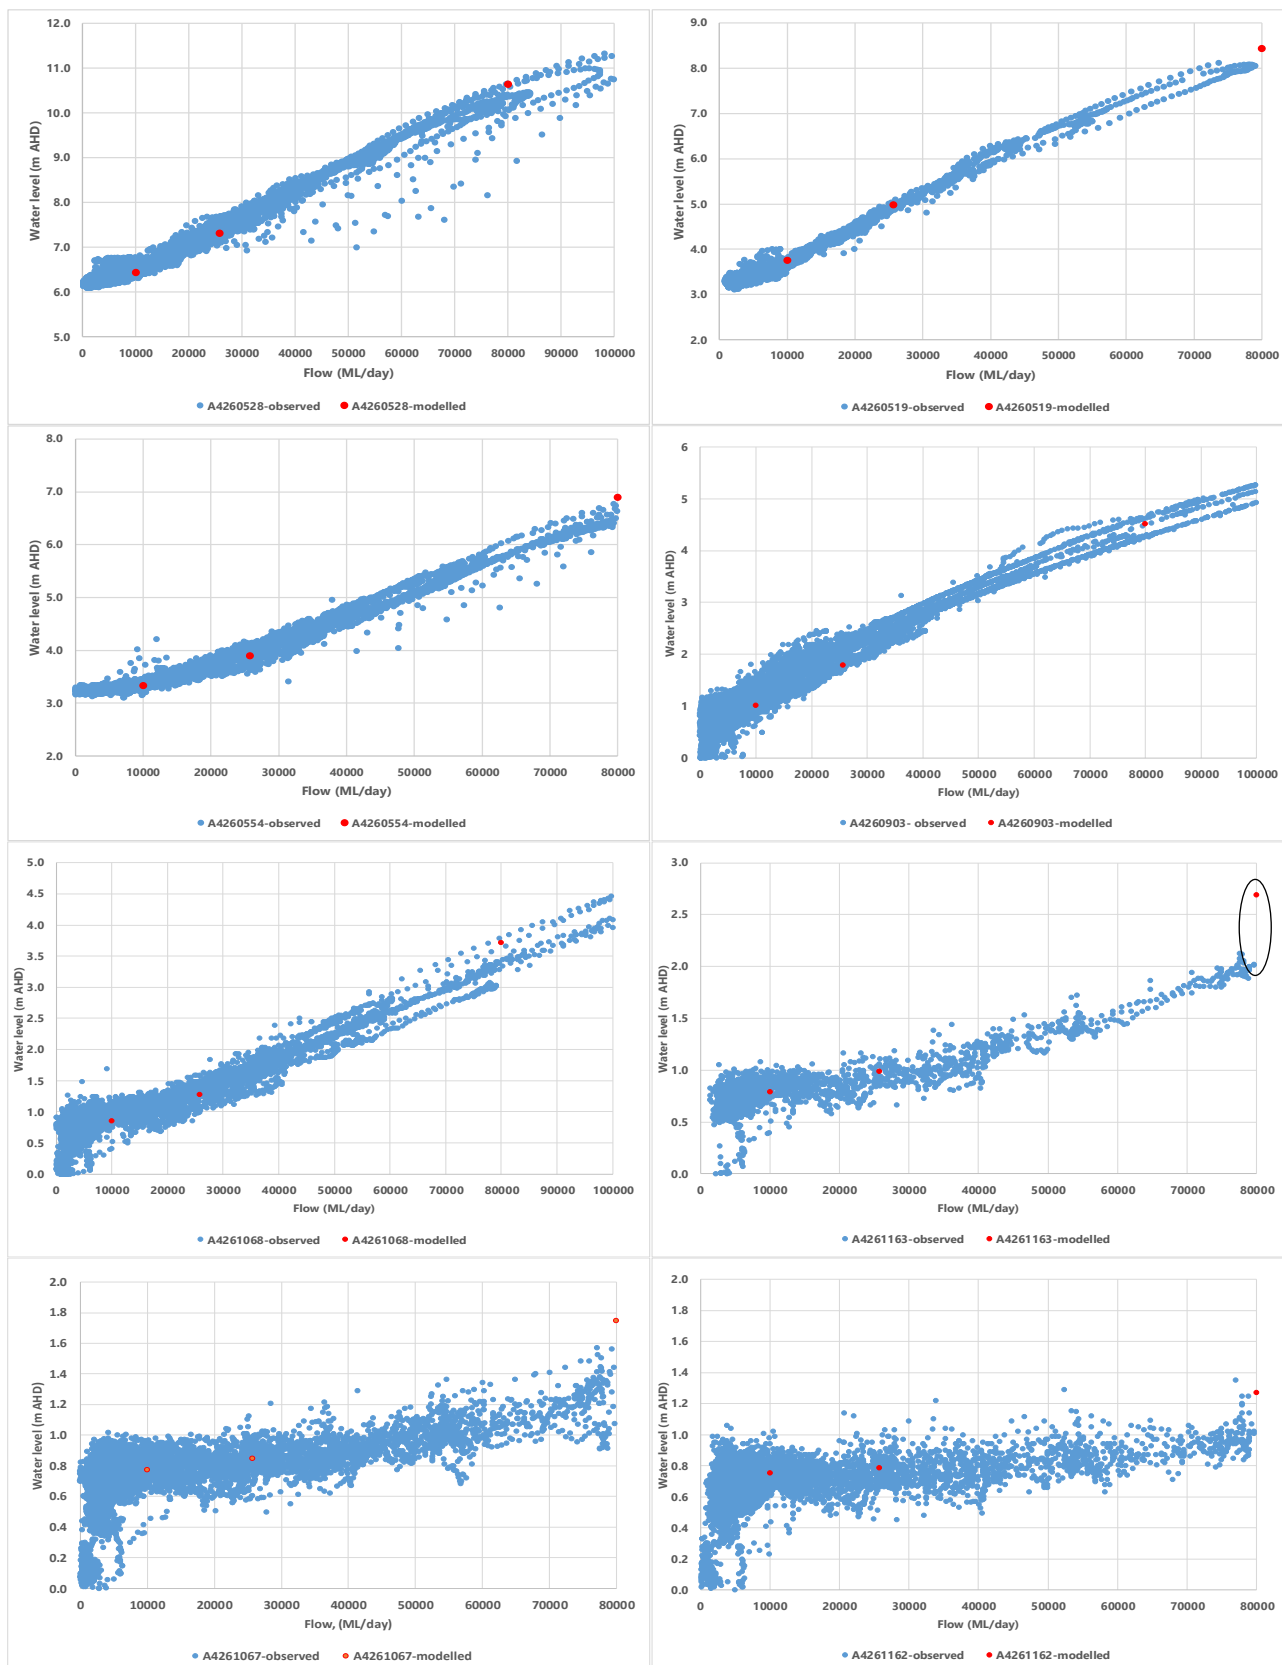 12.0
11.0
10.0
9.0
8.0
7.0
6.0
5.0
Water level (m AHD)
0 10000 20000 30000 40000 50000 60000 70000 80000 90000 100000
Flow (ML/day)
A4260528-observed A4260528-modelled
9.0
8.0
7.0
6.0
5.0
4.0
3.0
2.0
Water level (m AHD)
0 10000 20000 30000 40000 50000 60000 70000 80000
Flow (ML/day)
A4260519-observed A4260519-modelled
8.0
7.0
6.0
5.0
4.0
3.0
2.0
Water level (m AHD)
0 10000 20000 30000 40000 50000 60000 70000 80000
Flow (ML/day)
A4260554-observed A4260554-modelled
6
5
4
3
2
1
0
Water level (m AHD)
0 10000 20000 30000 40000 50000 60000 70000 80000 90000 100000
Flow (ML/day)
A4260903- observed A4260903-modelled
5.0
4.5
4.0
3.5
3.0
2.5
2.0
1.5
1.0
0.5
0.0
Water level (m AHD)
0 10000 20000 30000 40000 50000 60000 70000 80000 90000 100000
Flow (ML/day)
A4261068-observed A4261068-modelled
3.0
2.5
2.0
1.5
1.0
0.5
0.0
Water level (m AHD)
0 10000 20000 30000 40000 50000 60000 70000 80000
Flow (ML/day)
A4261163-observed A4261163-modelled
2.0
1.8
1.6
1.4
1.2
1.0
0.8
0.6
0.4
0.2
0.0
Water level (m AHD)
0 10000 20000 30000 40000 50000 60000 70000 80000
Flow, (ML/day)
A4261067-observed A4261067-modelled
2.0
1.8
1.6
1.4
1.2
1.0
0.8
0.6
0.4
0.2
0.0
Water level (m AHD)
0 10000 20000 30000 40000 50000 60000 70000 80000
Flow (ML/day)
A4261162-observed A4261162-modelled